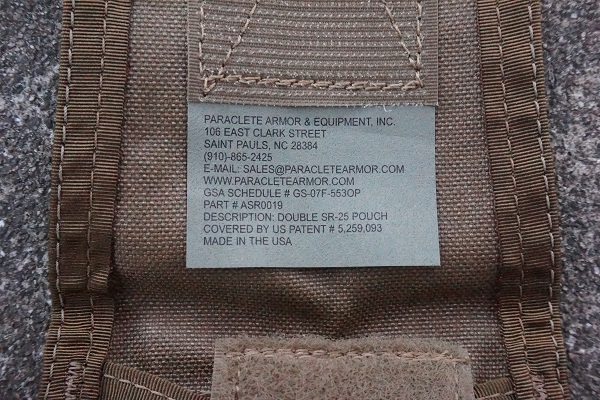 PARACLETE ARMOR & EQUIPMENT, INC.
106 EAST CLARK STREET
SAINT PAULS, NC 28384
(910)-865-2425
E-MAIL: SALES@PARACLETEARMOR.COM
WWW.PARACLETEARMOR.COM
GSA SCHEDULE # GS-07F-553OP
PART # ASR0019
DESCRIPTION: DOUBLE SR-25 POUCH
COVERED BY US PATENT # 5,259,093
MADE IN THE USA